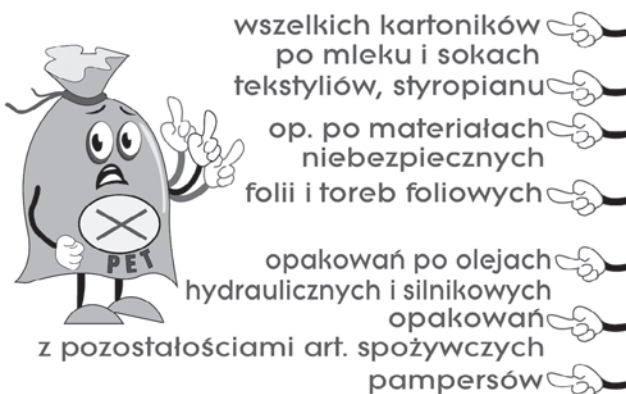 wszelkich kartoników
po mleku i sokach
tekstyliów, styropianu
op. po materiałach
niebezpiecznych
folii i toreb foliowych
PET
opakowań po olejach
hydraulicznych i silnikowych
opakowań
z pozostałościami art. spożywczych
pampersów